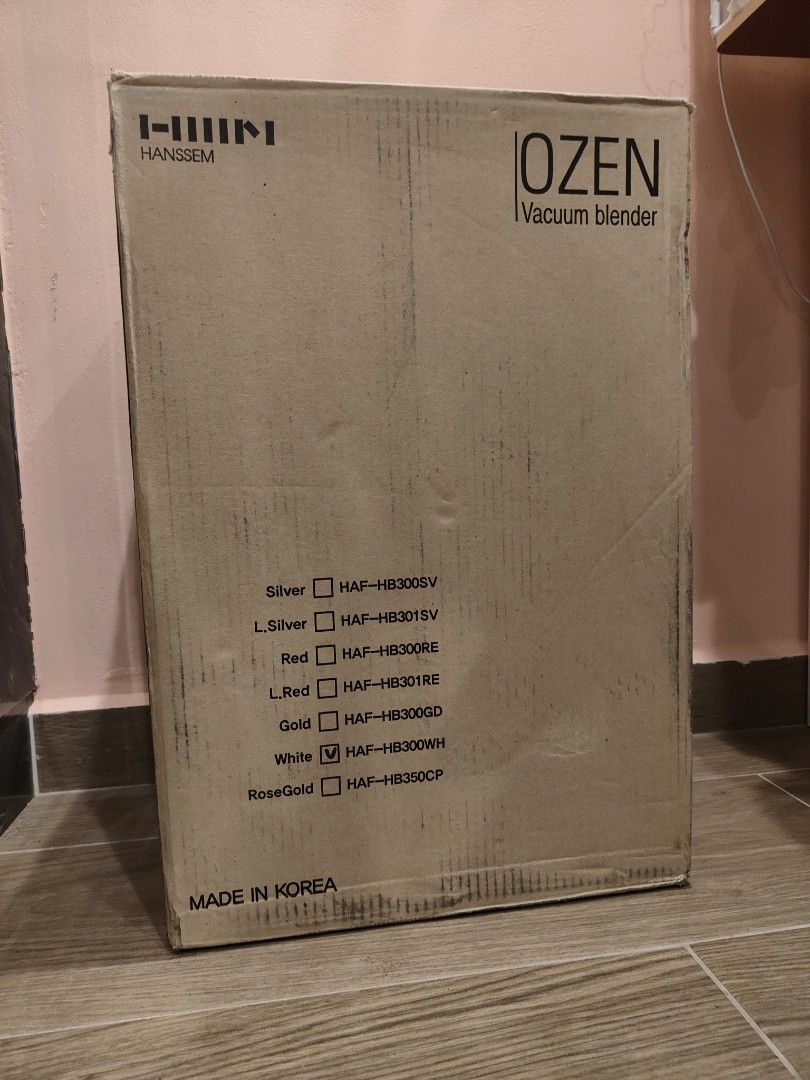 HANSSEM
OZEN
Vacuum blender
Silver HAF-HB300SV
L.Silver HAF-HB301SV
Red HAF-HB300RE
L.Red HAF-HB301RE
Gold HAF-HB300GD
White V HAF-HB300WH
RoseGold HAF-HB350CP
MADE IN KOREA